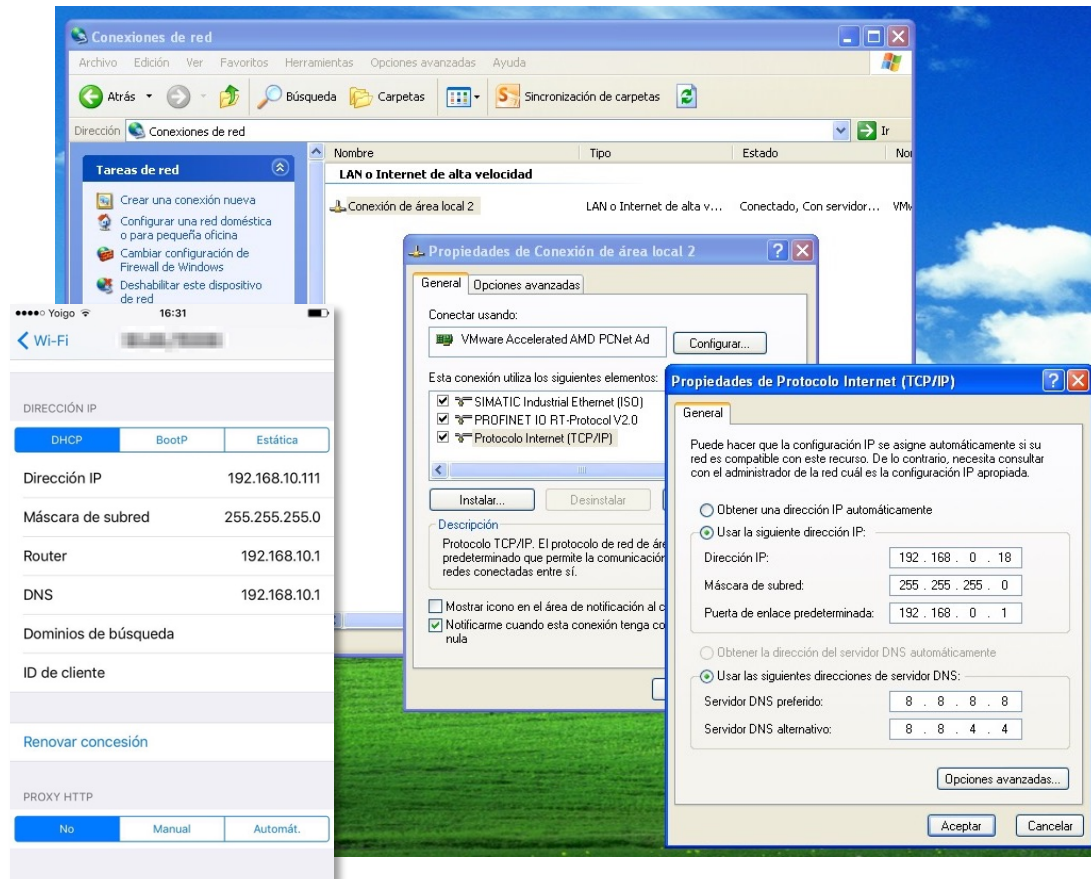 Conexiones de red
Archivo Edición Ver Favoritos Herramientas Opciones avanzadas Ayuda
Atrás Búsqueda Carpetas Sincronización de carpetas
Dirección Conexiones de red Ir
Tareas de red
Crear una conexión nueva
Configurar una red doméstica
o para pequeña oficina
Cambiar configuración de
Firewall de Windows
Deshabilitar este dispositivo
de red
Nombre Tipo Estado
LAN o Internet de alta velocidad
Conexión de área local 2 LAN o Internet de alta v... Conectado, Con servidor...
Propiedades de Conexión de área local 2
General Opciones avanzadas
Conectar usando:
VMware Accelerated AMD PCNet Ad Configurar...
Esta conexión utiliza los siguientes elementos:
SIMATIC Industrial Ethernet (ISO)
PROFINET IO RT-Protocol V2.0
Protocolo Internet (TCP/IP)
Instalar... Desinstalar
Descripción
Protocolo TCP/IP. El protocolo de red de
predeterminado que permite la comunicación
redes conectadas entre sí.
Mostrar icono en el área de notificación al
Notificarme cuando esta conexión tenga
nula
Propiedades de Protocolo Internet (TCP/IP)
General
Puede hacer que la configuración IP se asigne automáticamente si su
red es compatible con este recurso. De lo contrario, necesita consultar
con el administrador de la red cuál es la configuración IP apropiada.
Obtener una dirección IP automáticamente
Usar la siguiente dirección IP:
Dirección IP: 192 . 168 . 0 . 18
Máscara de subred: 255 . 255 . 255 . 0
Puerta de enlace predeterminada: 192 . 168 . 0 . 1
Obtener la dirección del servidor DNS automáticamente
Usar las siguientes direcciones de servidor DNS:
Servidor DNS preferido: 8 . 8 . 8 . 8
Servidor DNS alternativo: 8 . 8 . 4 . 4
Opciones avanzadas...
Aceptar Cancelar
Yoigo 16:31
Wi-Fi
DIRECCIÓN IP
DHCP BootP Estática
Dirección IP 192.168.10.111
Máscara de subred 255.255.255.0
Router 192.168.10.1
DNS 192.168.10.1
Dominios de búsqueda
ID de cliente
Renovar concesión
PROXY HTTP
No Manual Automát.